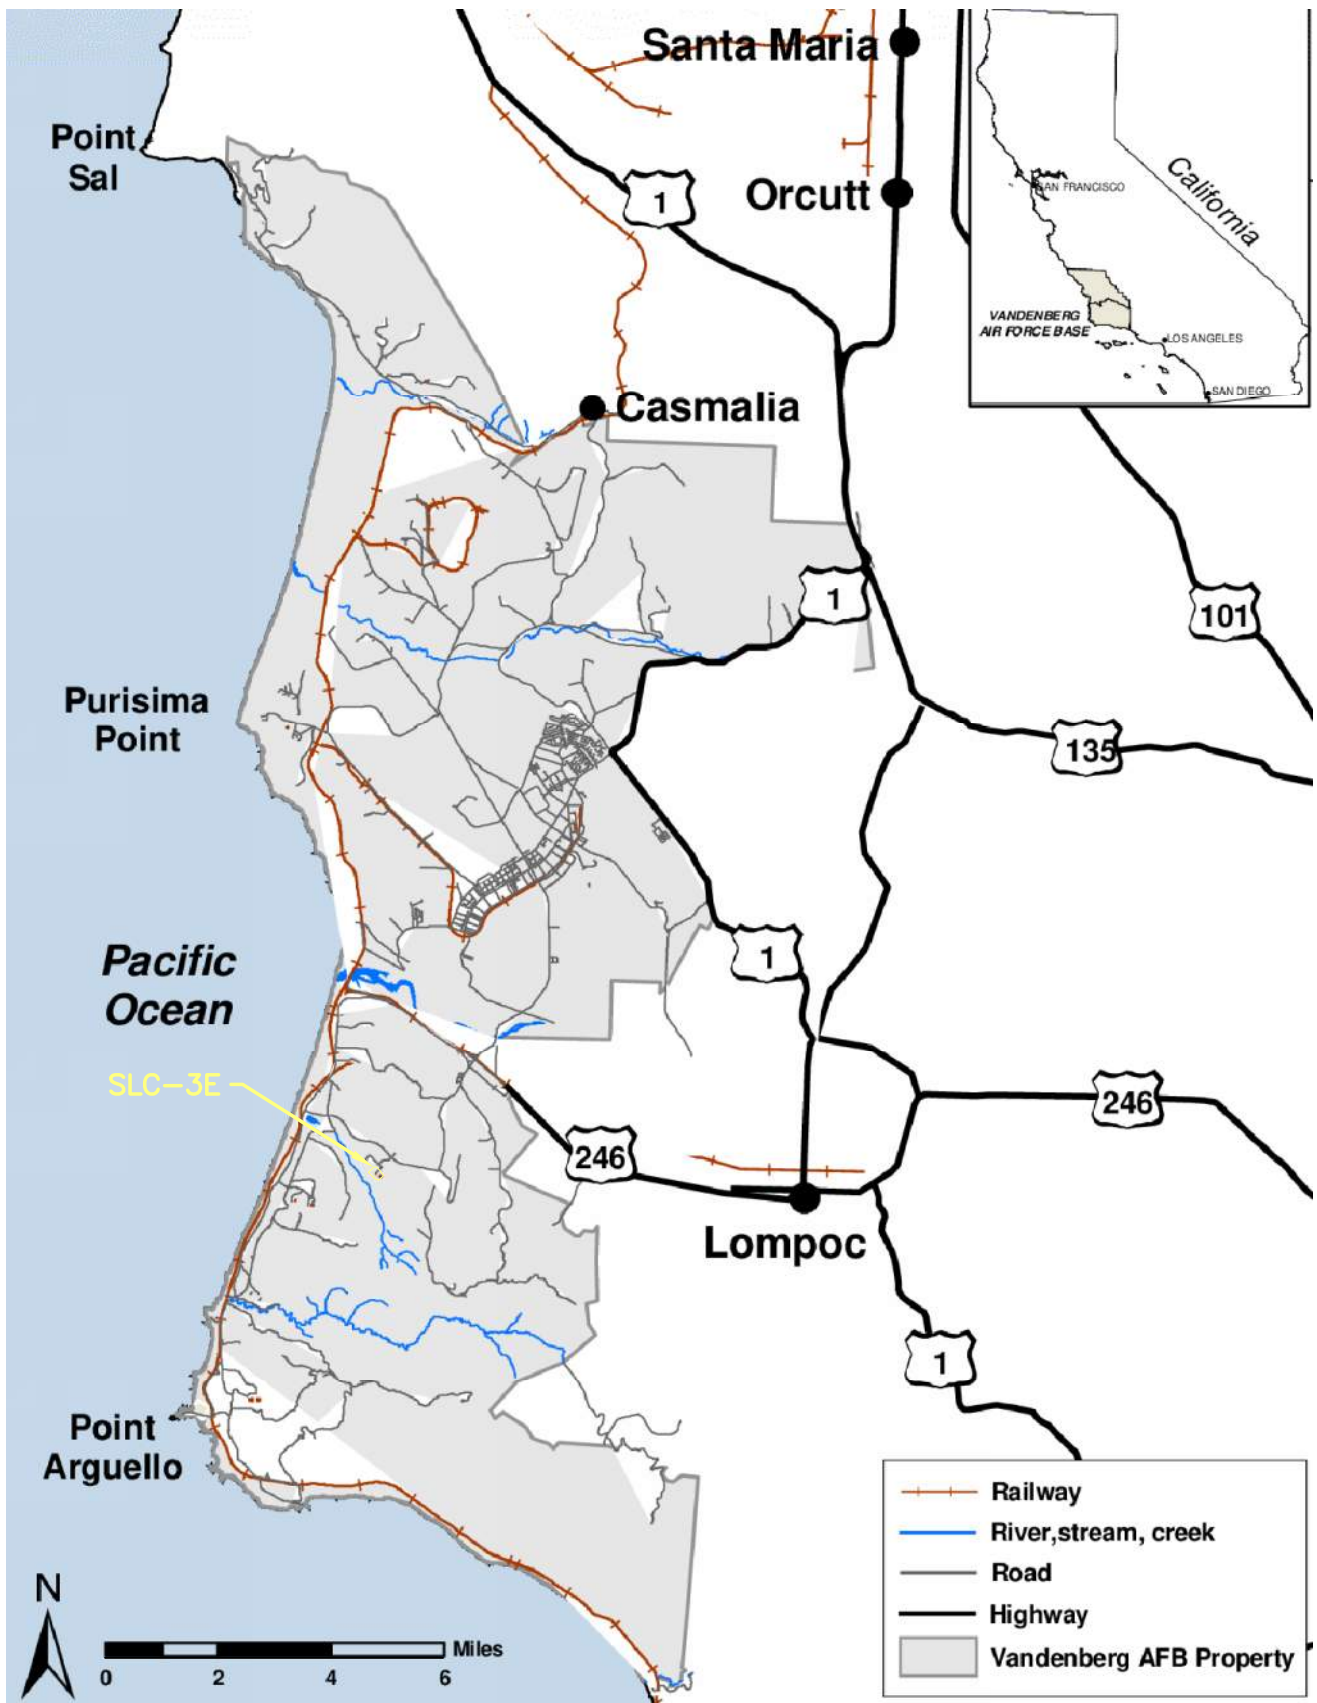 Santa Maria
Point
Sal
1
Orcutt
California
SAN FRANCISCO
VANDENBERG
AIR FORCE BASE
LOS ANGELES
SAN DIEGO
Casmalia
1
101
Purisima
Point
135
Pacific
Ocean
1
SLC-3E
246
246
Lompoc
1
Point
Arguello
Railway
River,stream, creek
Road
Highway
Vandenberg AFB Property
N
Miles
0 2 4 6